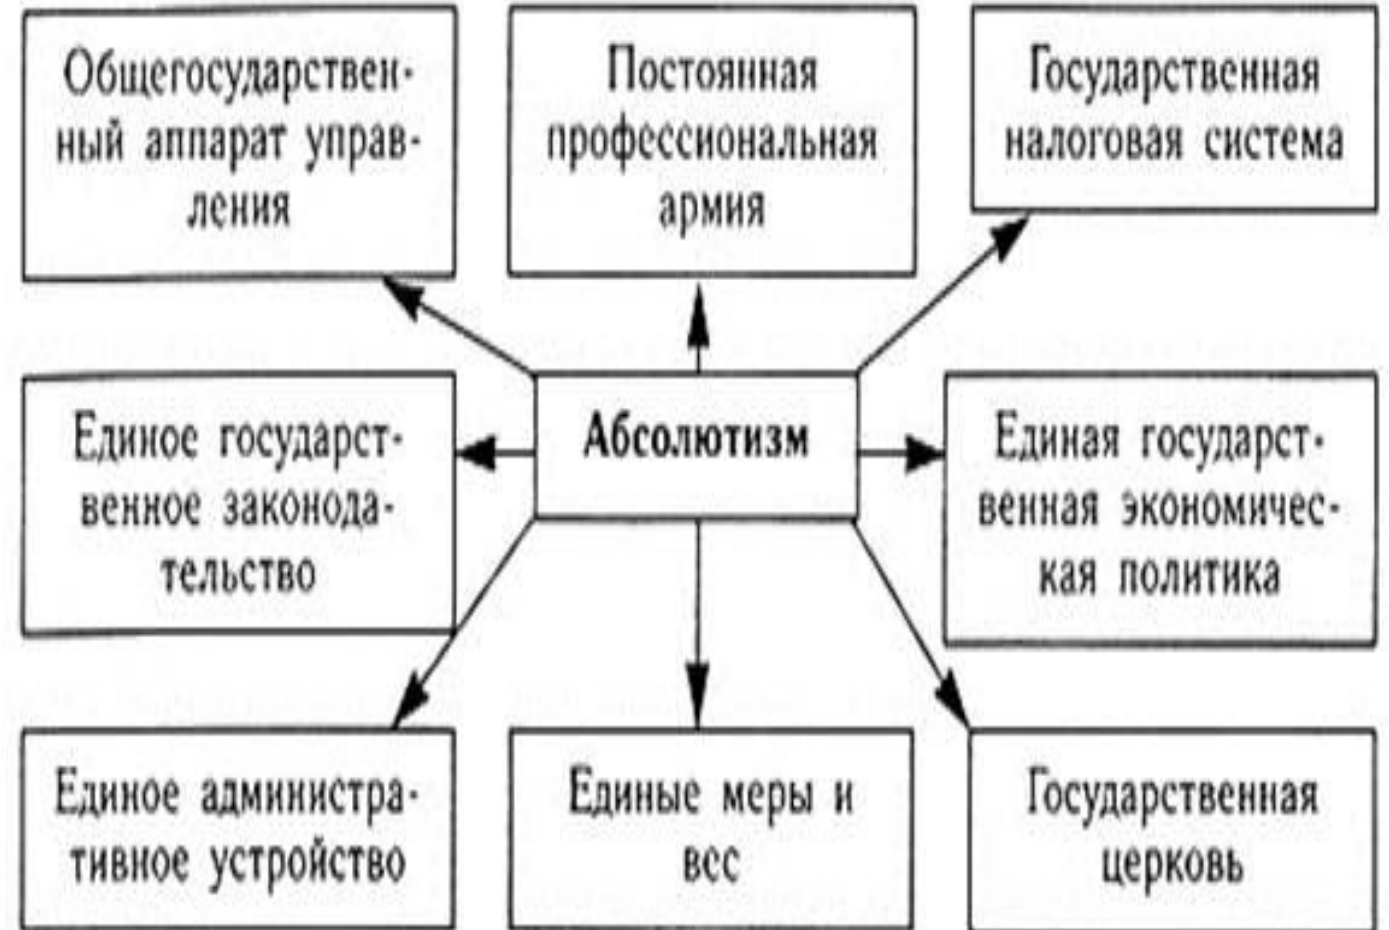 Общегосударствен-
ный аппарат управ-
ления
Постоянная
профессиональная
армия
Государственная
налоговая система
Единое государст-
венное законода-
тельство
Абсолютизм
Единая государст-
венная экономичес-
кая политика
Единое администра-
тивное устройство
Единые меры и
вес
Государственная
церковь